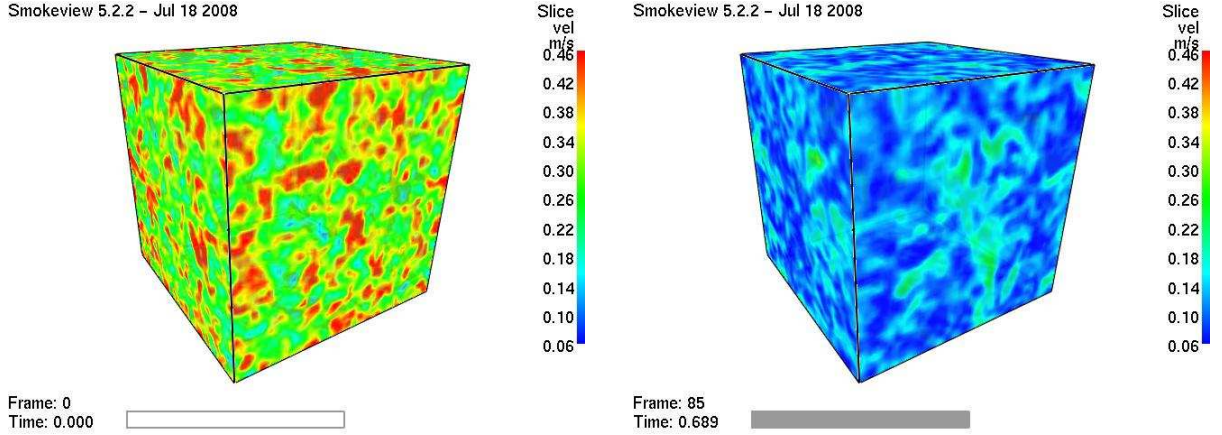 Smokeview 5.2.2 – Jul 18 2008
Slice
vel
m/s
0.46
0.42
0.38
0.34
0.30
0.26
0.22
0.18
0.14
0.10
0.06
Frame: 0
Time: 0.000
Smokeview 5.2.2 – Jul 18 2008
Slice
vel
m/s
0.46
0.42
0.38
0.34
0.30
0.26
0.22
0.18
0.14
0.10
0.06
Frame: 85
Time: 0.689